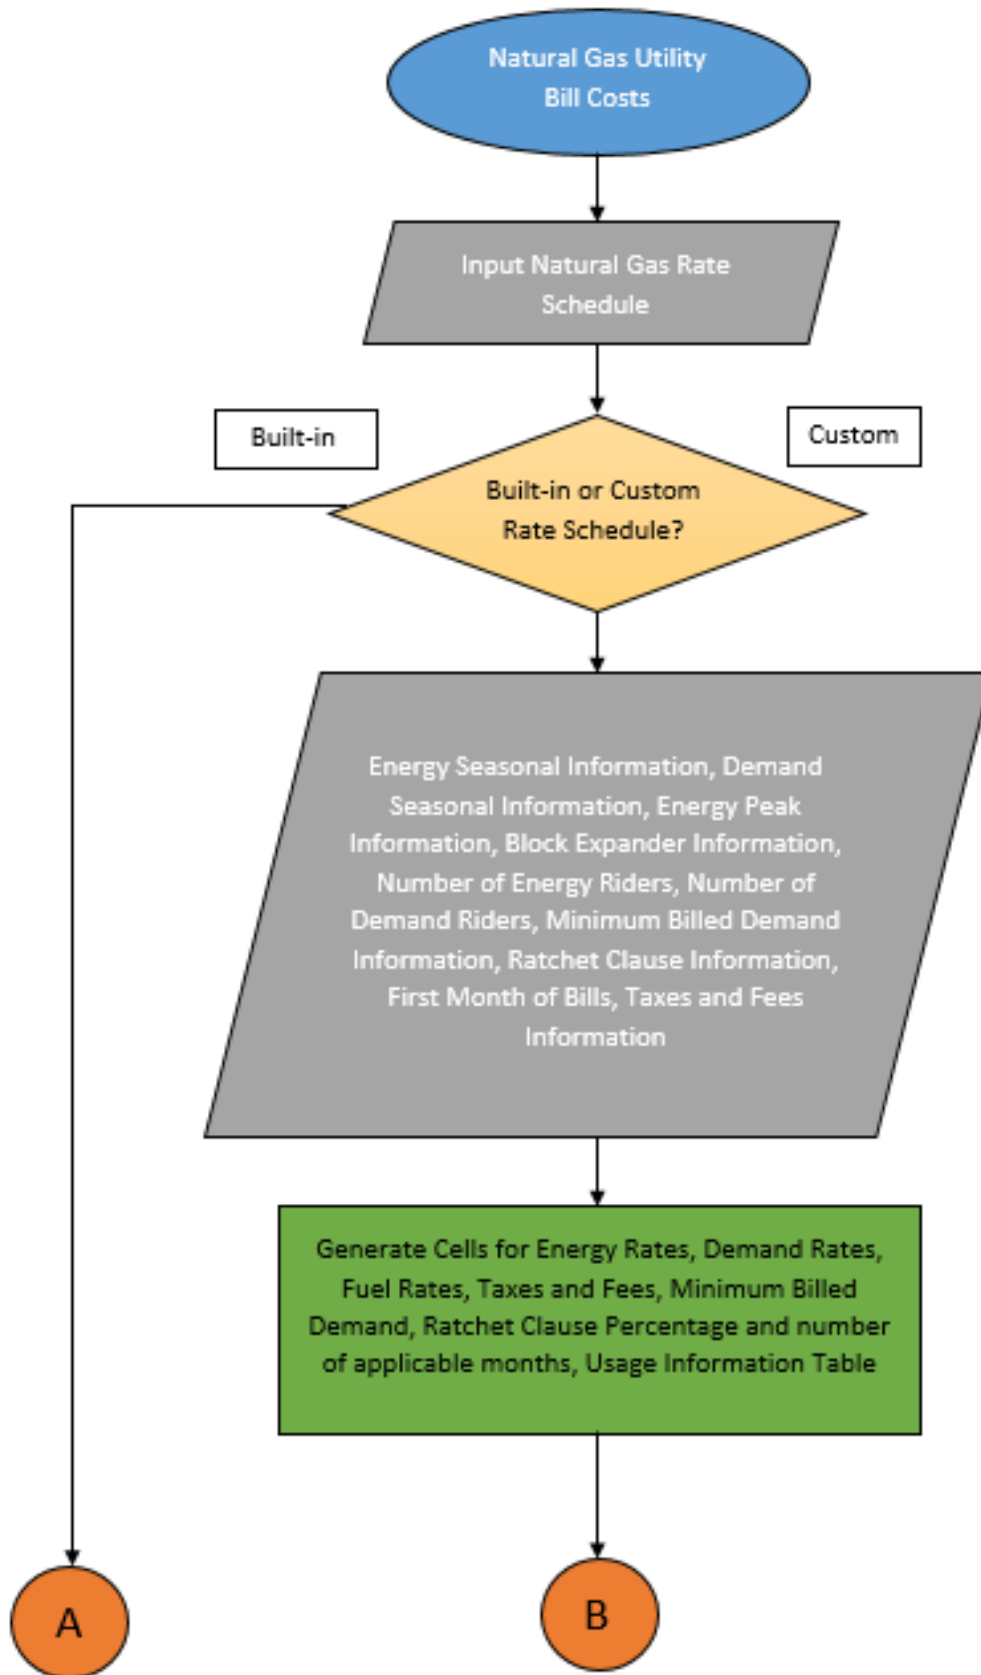 Natural Gas Utility
Bill Costs
Input Natural Gas Rate
Schedule
Built-in
Custom
Built-in or Custom
Rate Schedule?
Energy Seasonal Information, Demand
Seasonal Information, Energy Peak
Information, Block Expander Information,
Number of Energy Riders, Number of
Demand Riders, Minimum Billed Demand
Information, Ratchet Clause Information,
First Month of Bills, Taxes and Fees
Information
Generate Cells for Energy Rates, Demand Rates,
Fuel Rates, Taxes and Fees, Minimum Billed
Demand, Ratchet Clause Percentage and number
of applicable months, Usage Information Table
A
B